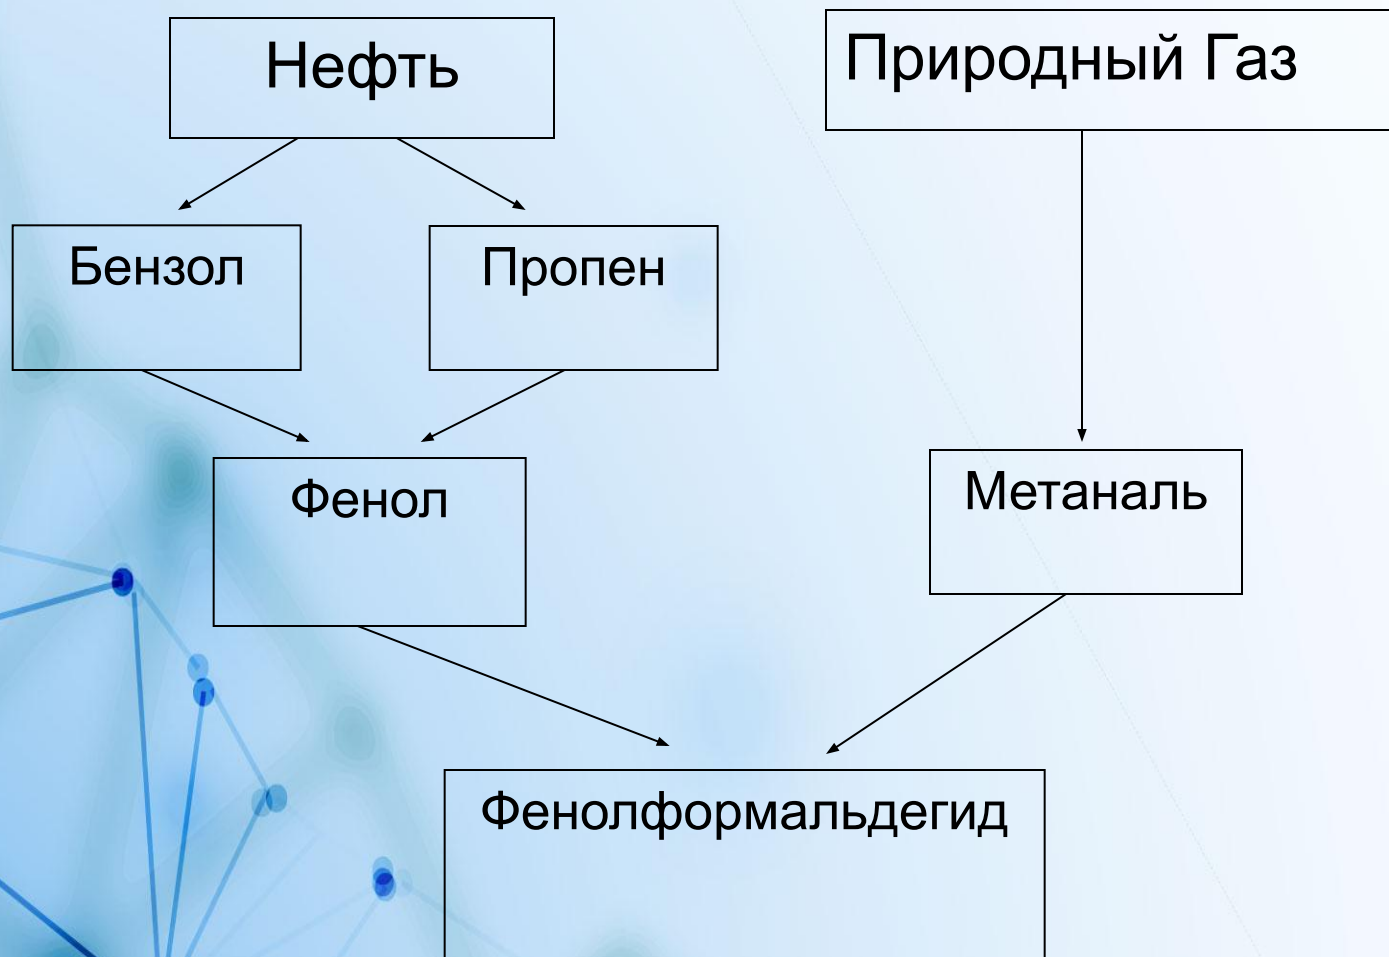 Нефть
Природный Газ
Бензол
Пропен
Фенол
Метаналь
Фенолформальдегид